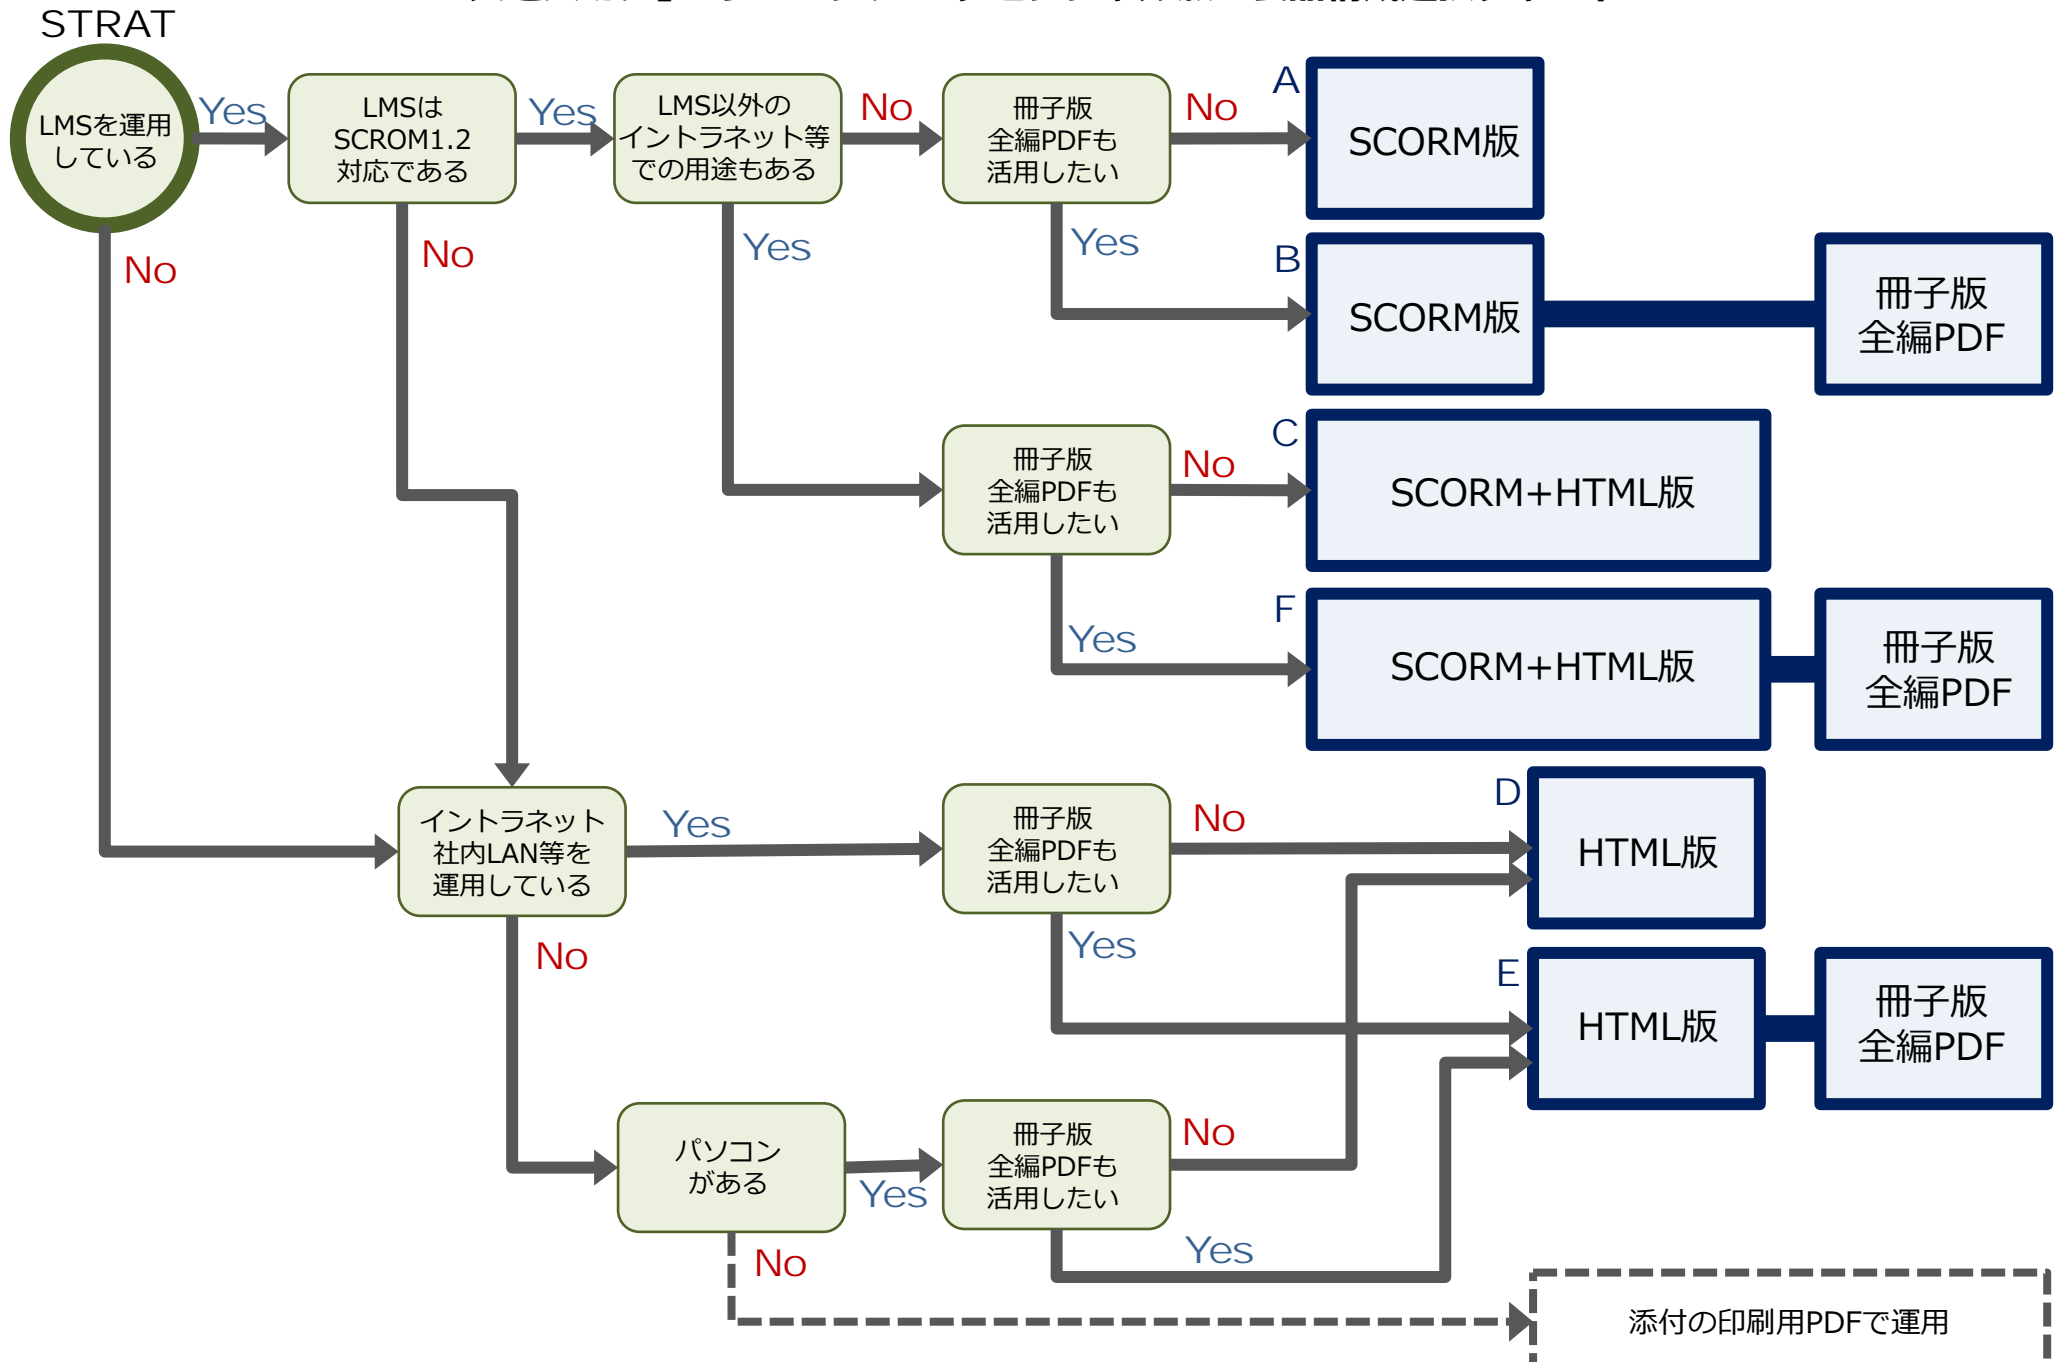 STRAT
LMSを運用
している
Yes
No
LMSは
SCROM1.2
対応である
Yes
No
LMS以外の
イントラネット等
での用途もある
No
Yes
冊子版
全編PDFも
活用したい
No
Yes
A
SCORM版
B
SCORM版
冊子版
全編PDF
冊子版
全編PDFも
活用したい
No
Yes
C
SCORM+HTML版
F
SCORM+HTML版
冊子版
全編PDF
イントラネット
社内LAN等を
運用している
Yes
No
冊子版
全編PDFも
活用したい
No
Yes
D
HTML版
E
HTML版
冊子版
全編PDF
パソコン
がある
Yes
No
冊子版
全編PDFも
活用したい
No
Yes
添付の印刷用PDFで運用